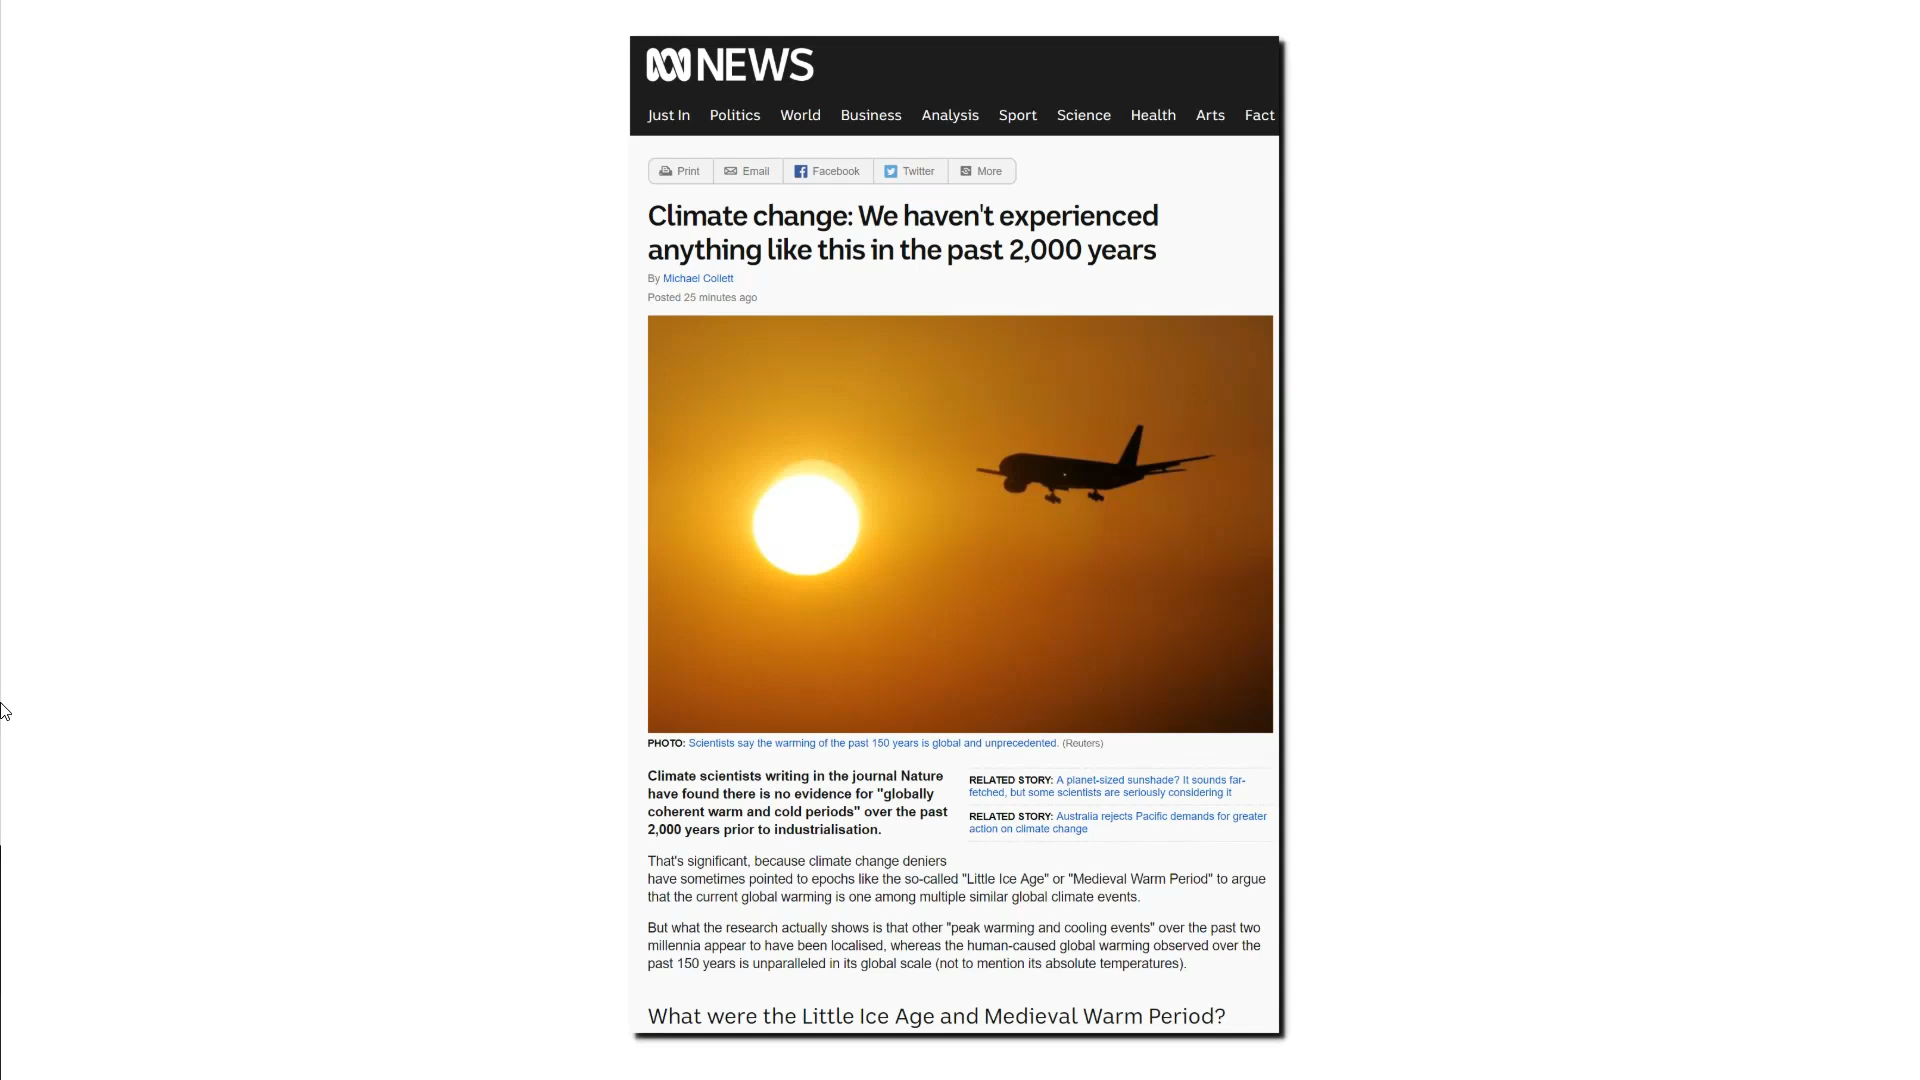 NEWS
Just In Politics World Business Analysis Sport Science Health Arts Fact
Print Email Facebook Twitter More
Climate change: We haven't experienced
anything like this in the past 2,000 years
By Michael Collett
Posted 25 minutes ago
PHOTO: Scientists say the warming of the past 150 years is global and unprecedented. (Reuters)
Climate scientists writing in the journal Nature
have found there is no evidence for "globally
coherent warm and cold periods" over the past
2,000 years prior to industrialisation.
RELATED STORY: A planet-sized sunshade? It sounds far-
fetched, but some scientists are seriously considering it
RELATED STORY: Australia rejects Pacific demands for greater
action on climate change
That's significant, because climate change deniers
have sometimes pointed to epochs like the so-called "Little Ice Age" or "Medieval Warm Period" to argue
that the current global warming is one among multiple similar global climate events.
But what the research actually shows is that other "peak warming and cooling events" over the past two
millennia appear to have been localised, whereas the human-caused global warming observed over the
past 150 years is unparalleled in its global scale (not to mention its absolute temperatures).
What were the Little Ice Age and Medieval Warm Period?